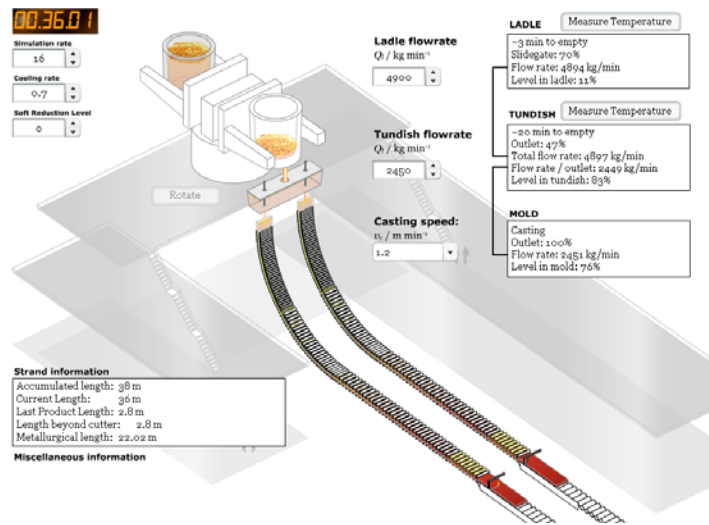 00.36.01
Simulation rate
16
Cooling rate
0.7
Soft Reduction Level
0
Ladle flowrate
Ql / kg min⁻¹
4900
Tundish flowrate
Qt / kg min⁻¹
2450
Casting speed:
vc / m min⁻¹
1.2
Rotate
LADLE
Measure Temperature
~3 min to empty
Slidegate: 70%
Flow rate: 4894 kg/min
Level in ladle: 11%
TUNDISH
Measure Temperature
~20 min to empty
Outlet: 47%
Total flow rate: 4897 kg/min
Flow rate / outlet: 2449 kg/min
Level in tundish: 83%
MOLD
Casting
Outlet: 100%
Flow rate: 2451 kg/min
Level in mold: 76%
Strand information
Accumulated length: 38 m
Current Length: 36 m
Last Product Length: 2.8 m
Length beyond cutter: 2.8 m
Metallurgical length: 22.02 m
Miscellaneous information